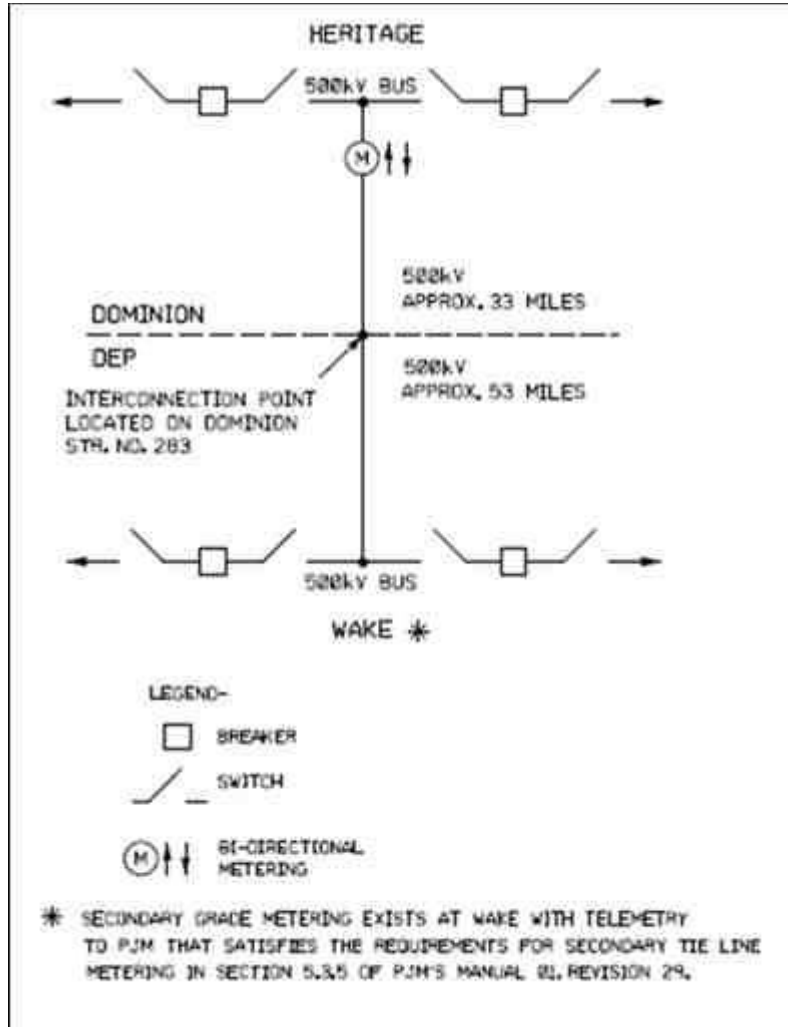 HERITAGE
500kV BUS
M
500kV
APPROX. 33 MILES
DOMINION
DEP
500kV
APPROX. 53 MILES
INTERCONNECTION POINT
LOCATED ON DOMINION
STR. NO. 283
500kV BUS
WAKE *
LEGEND-
BREAKER
SWITCH
M
BI-DIRECTIONAL
METERING
* SECONDARY GRADE METERING EXISTS AT WAKE WITH TELEMETRY
TO PJM THAT SATISFIES THE REQUIREMENTS FOR SECONDARY TIE LINE
METERING IN SECTION 5.3.5 OF PJM'S MANUAL 01, REVISION 29.